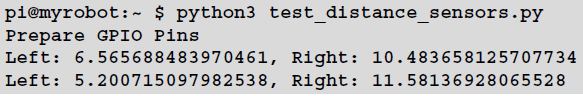 pi@myrobot:~ $ python3 test_distance_sensors.py
Prepare GPIO Pins
Left: 6.565688483970461, Right: 10.483658125707734
Left: 5.200715097982538, Right: 11.58136928065528